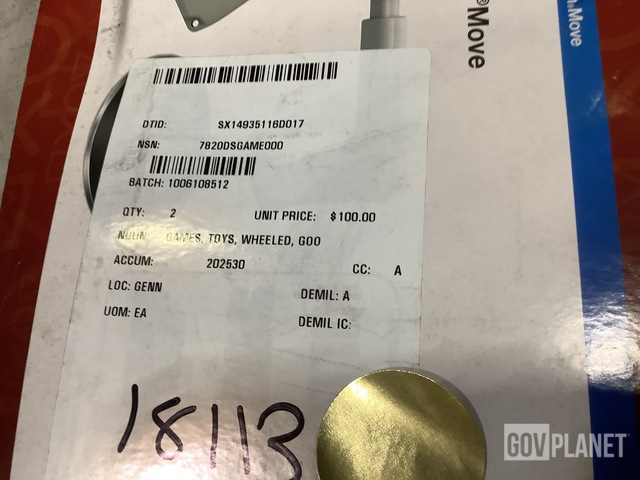 ®Move
n.Move
DTID: SX14935116D017
NSN: 7820DSGAME000
BATCH: 1006108512
QTY: 2 UNIT PRICE: $100.00
NOUN: GAMES, TOYS, WHEELED, GOO
ACCUM: 202530 CC: A
LOC: GENN DEMIL: A
UOM: EA DEMIL IC:
18113
GOVPLANET